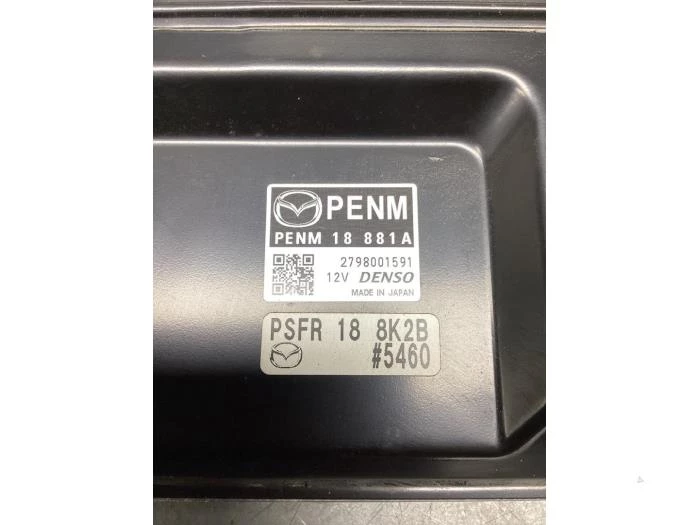 PENM
PENM 18 881A
2798001591
12V DENSO
MADE IN JAPAN
PSFR 18 8K2B
#5460